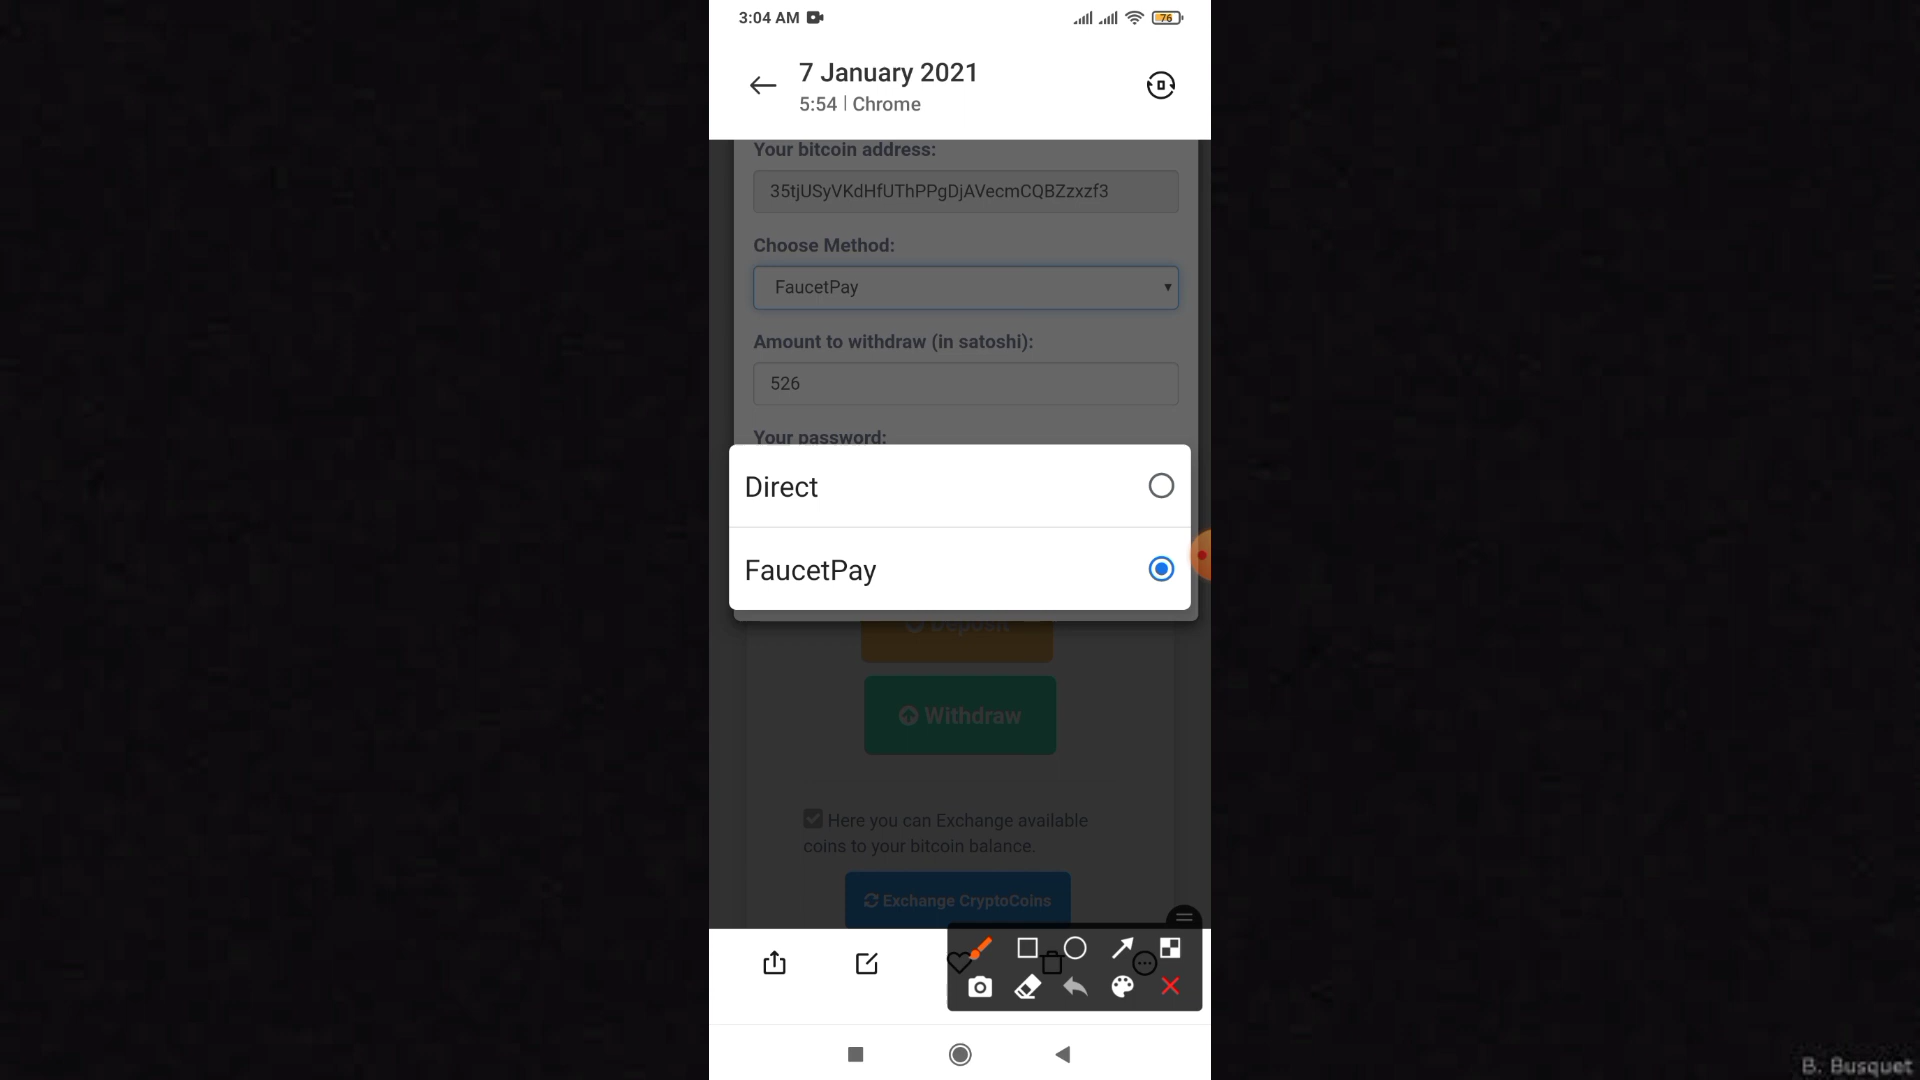 3:04 AM
76
7 January 2021
5:54 | Chrome
Your bitcoin address:
35tjUSyVKdHfUThPPgDjAVecmCQBZzxzf3
Choose Method:
FaucetPay
Amount to withdraw (in satoshi):
526
Your password:
Direct
FaucetPay
Deposit
Withdraw
Here you can Exchange available
coins to your bitcoin balance.
Exchange CryptoCoins
B. Busquet